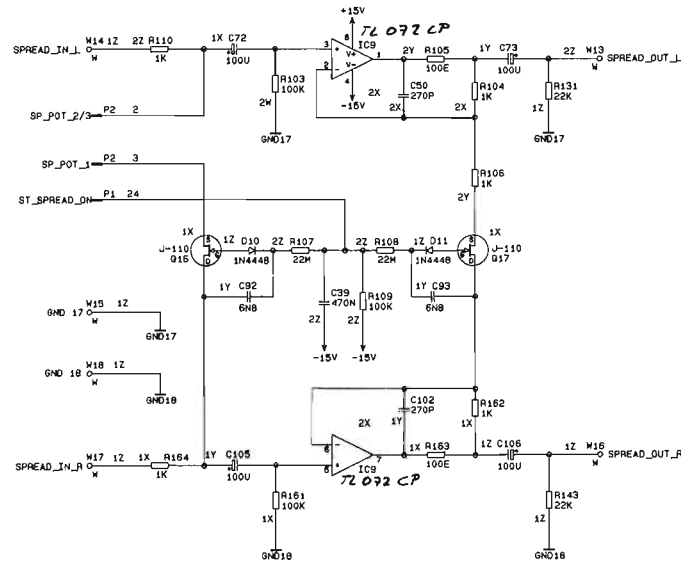 +15V
TL 072 CP
W14 1Z 2Z R110 1X C72 8 IC9 2Y R105 1Y C73 2Z W13
SPREAD_IN_L W 1K 100U 3 + V+ 1 100E 100U W SPREAD_OUT_L
2 - V- 4
R103 100K 2W
-15V
2X C50 270P 2X
R104 1K 2X
R131 22K 1Z
SP_POT_2/3 P2 2
GND17
GND17
SP_POT_1 P2 3
ST_SPREAD_ON P1 24
R106 1K 2Y
1X J-110 Q15 S D
1Z D10 1N4448
2Z R107 22M
2Z R108 22M
1Z D11 1N4448
1X J-110 Q17 S D
1Y C92 6N8
C39 470N 2Z
R109 100K 2Z
1Y C93 6N8
-15V
-15V
GND 17 W15 1Z W
GND17
GND 18 W18 1Z W
GND18
2X
C102 270P 1Y
R162 1K 1X
SPREAD_IN_R W17 1Z W 1X R164 1K 1Y C105 100U
6 - 5 + 7 IC9
1X R163 100E 1Z C106 100U 1Z W16 W SPREAD_OUT_R
TL 072 CP
R161 100K 1X
R143 22K 1Z
GND18
GND18